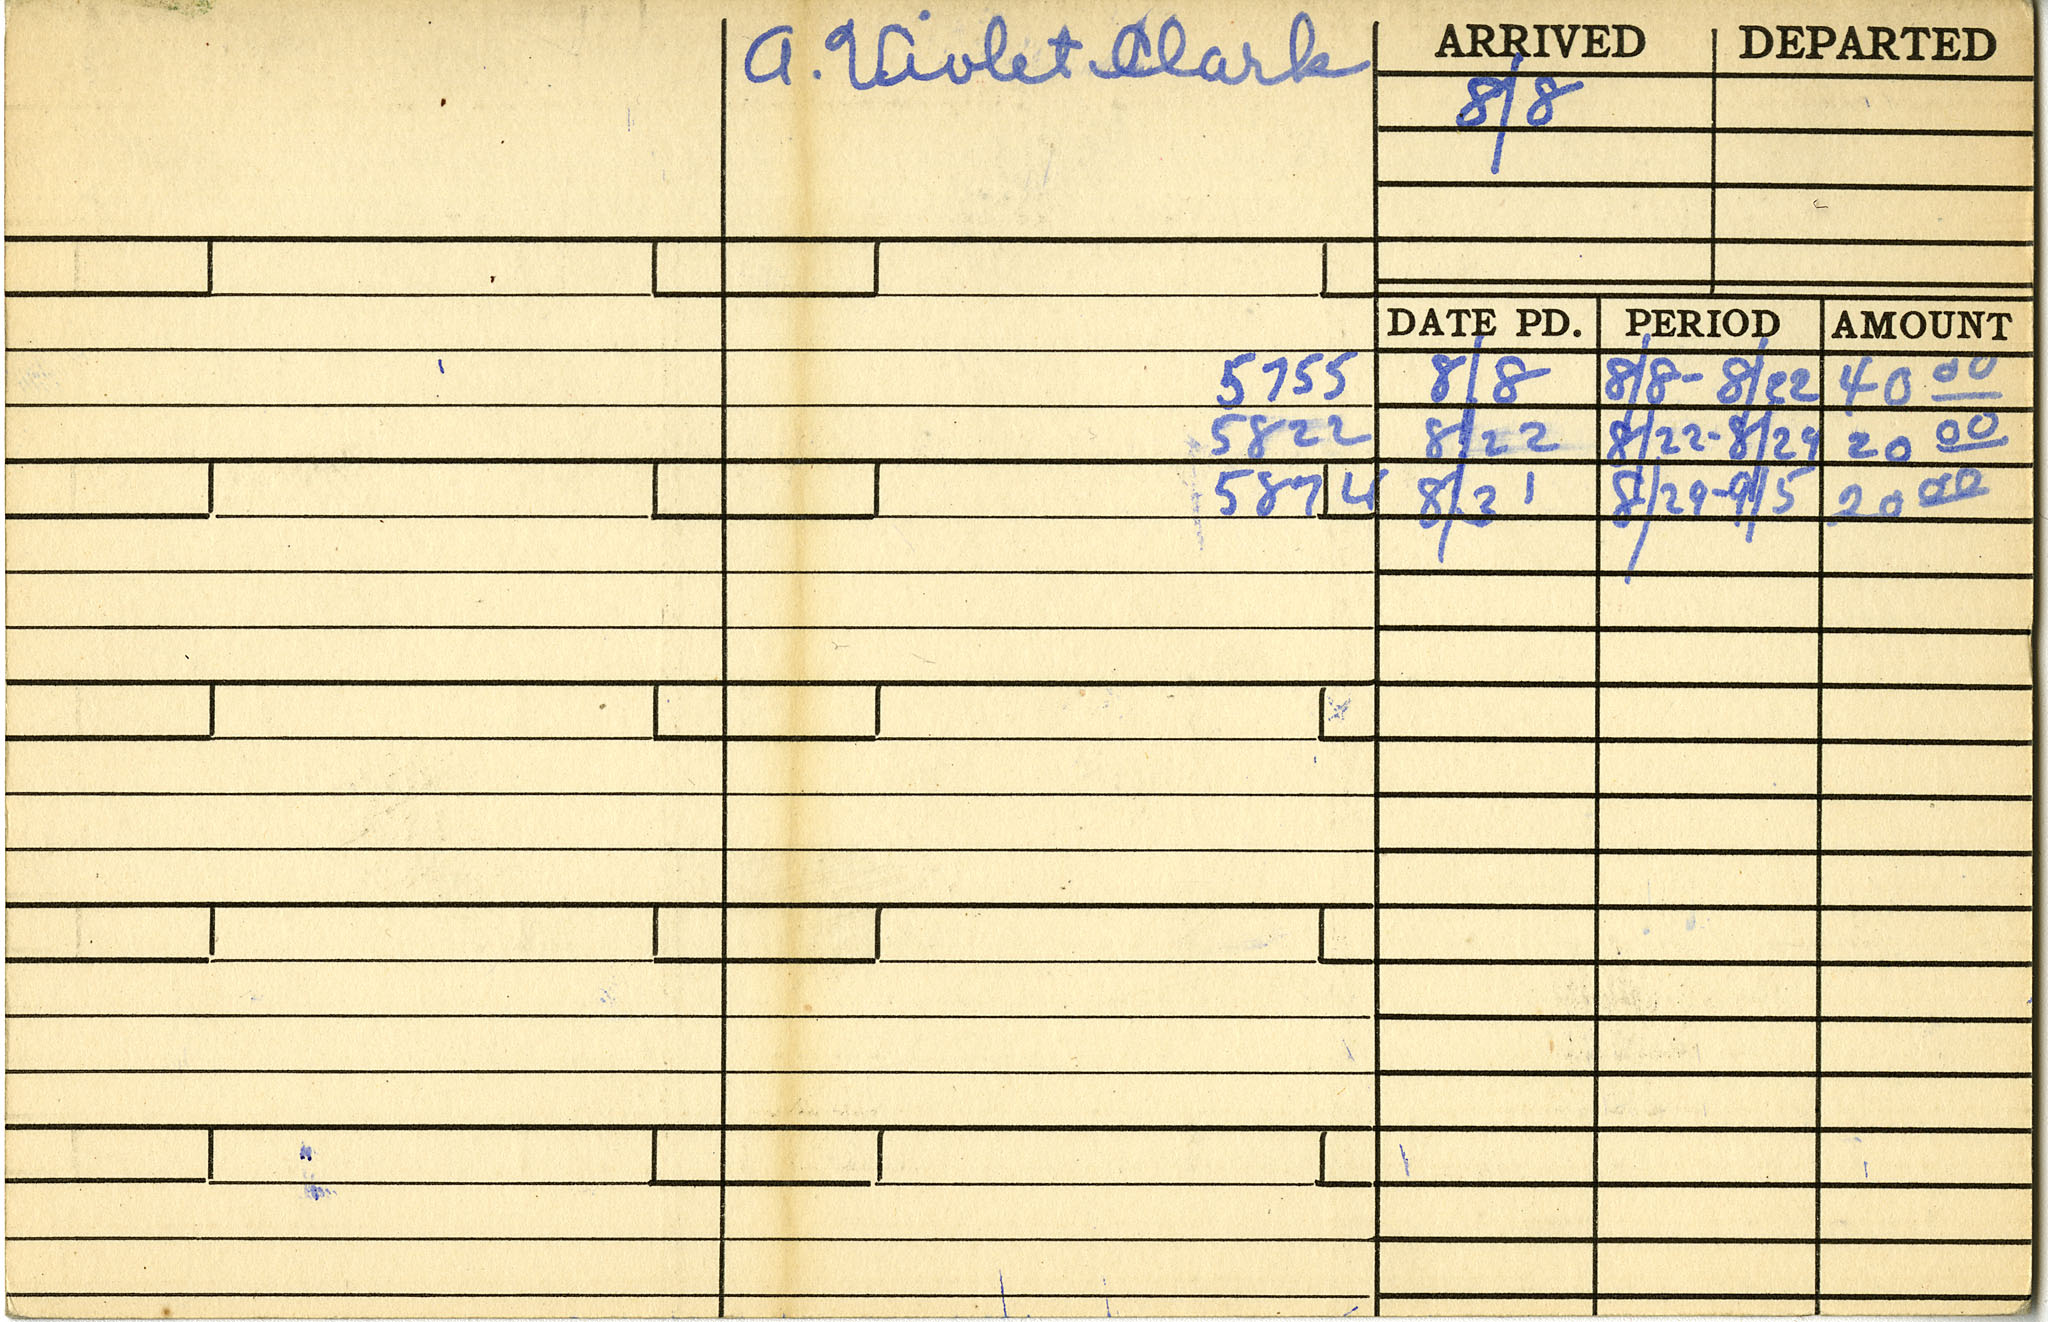 A. Violet Clark ARRIVED DEPARTED
8/8
DATE PD. PERIOD AMOUNT
5755 8/8 8/8-8/22 40 00
5822 8/22 8/22-8/29 20 00
5874 8/31 8/29-9/5 20 00